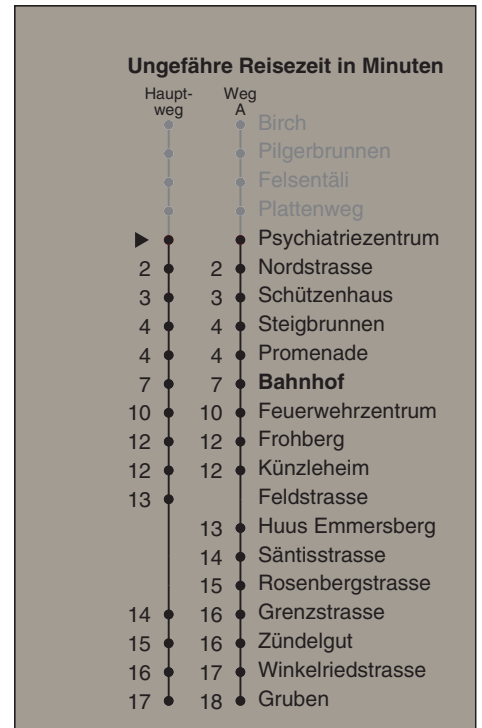 Ungefähre Reisezeit in Minuten
Haupt- Weg
weg A
Birch
Pilgerbrunnen
Felsentäli
Plattenweg
Psychiatriezentrum
2 2 Nordstrasse
3 3 Schützenhaus
4 4 Steigbrunnen
4 4 Promenade
7 7 Bahnhof
10 10 Feuerwehrzentrum
12 12 Frohberg
12 12 Künzleheim
13 Feldstrasse
13 Huus Emmersberg
14 Säntisstrasse
15 Rosenbergstrasse
14 16 Grenzstrasse
15 16 Zündelgut
16 17 Winkelriedstrasse
17 18 Gruben